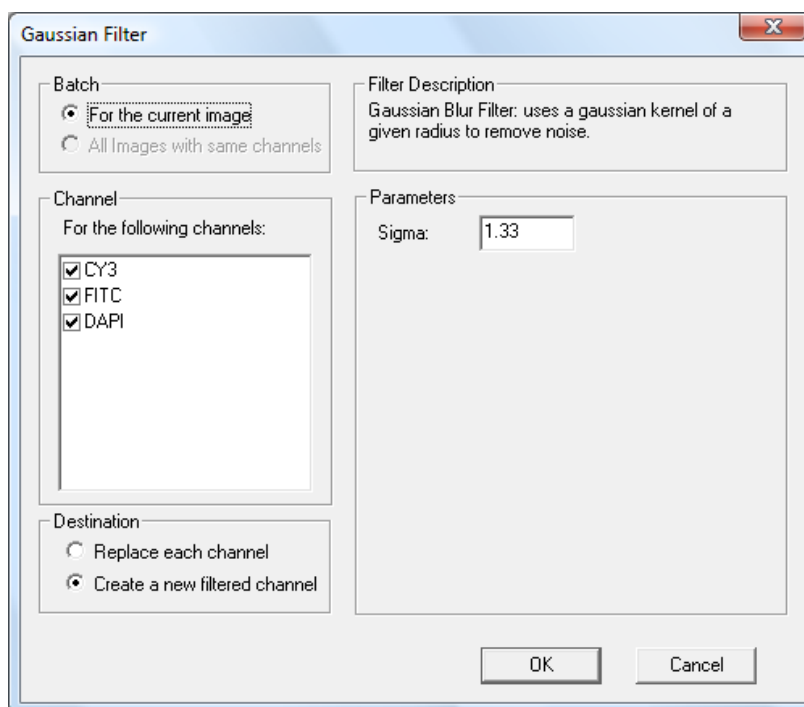 Gaussian Filter
Batch
For the current image
All Images with same channels
Filter Description
Gaussian Blur Filter: uses a gaussian kernel of a
given radius to remove noise.
Channel
For the following channels:
CY3
FITC
DAPI
Parameters
Sigma: 1.33
Destination
Replace each channel
Create a new filtered channel
OK Cancel